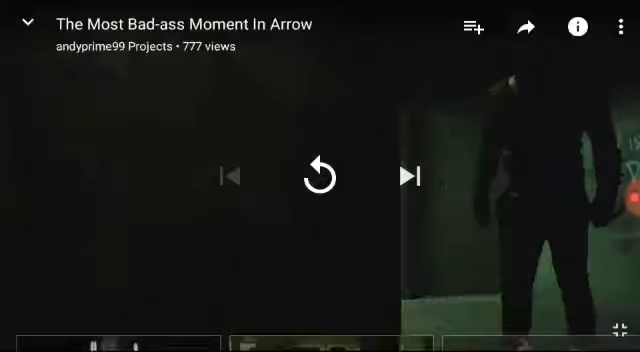 The Most Bad-ass Moment In Arrow
andyprime99 Projects • 777 views